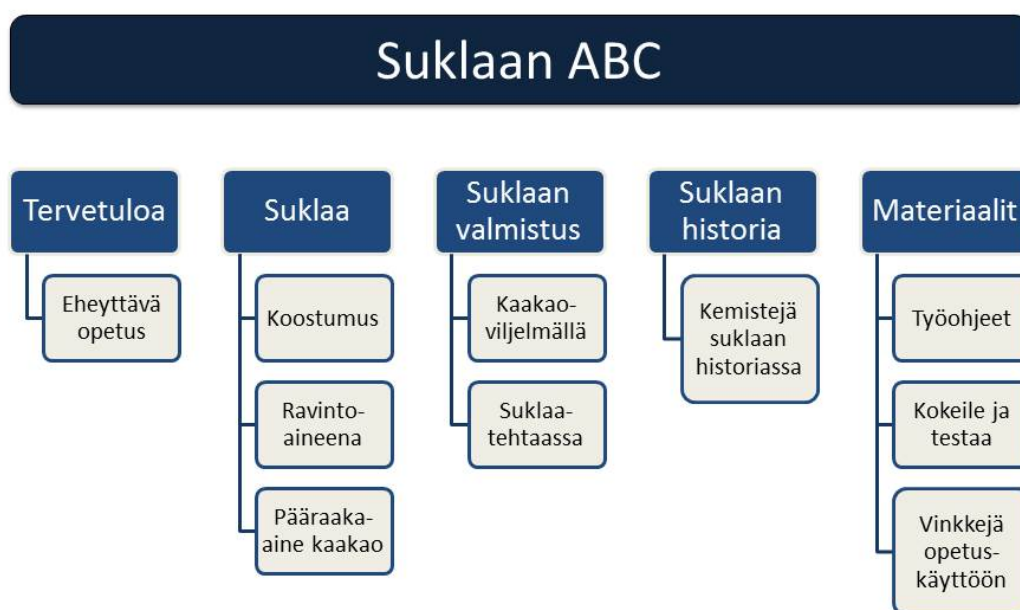 Suklaan ABC
Tervetuloa
Eheyttävä
opetus
Suklaa
Koostumus
Ravinto-
aineena
Pääraaka-
aine kaakao
Suklaan
valmistus
Kaakao-
viljelmällä
Suklaa-
tehtaassa
Suklaan
historia
Kemistejä
suklaan
historiassa
Materiaalit
Työohjeet
Kokeile ja
testaa
Vinkkejä
opetus-
käyttöön